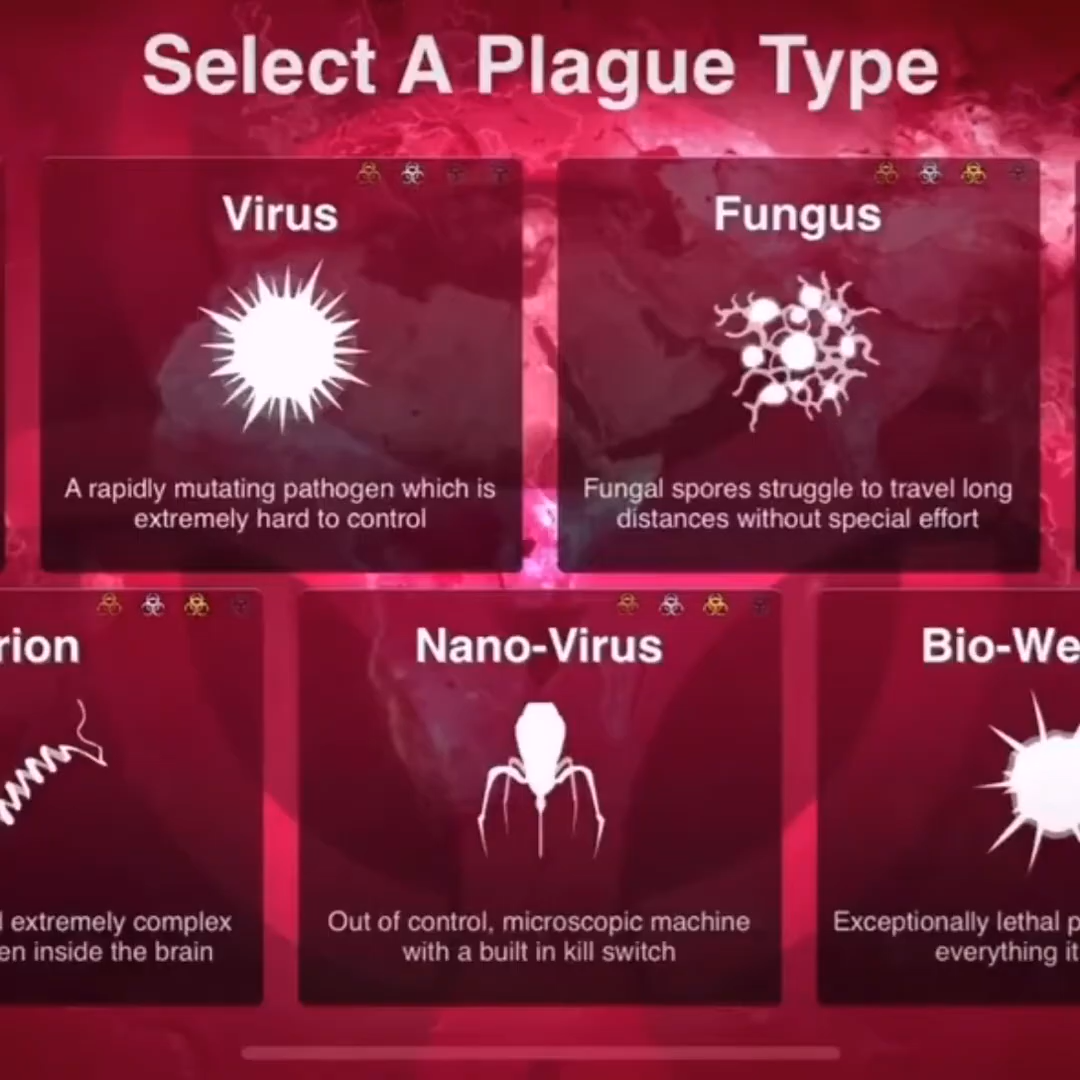 Select A Plague Type
Virus
A rapidly mutating pathogen which is
extremely hard to control
Fungus
Fungal spores struggle to travel long
distances without special effort
rion
extremely complex
en inside the brain
Nano-Virus
Out of control, microscopic machine
with a built in kill switch
Bio-We
Exceptionally lethal p
everything it